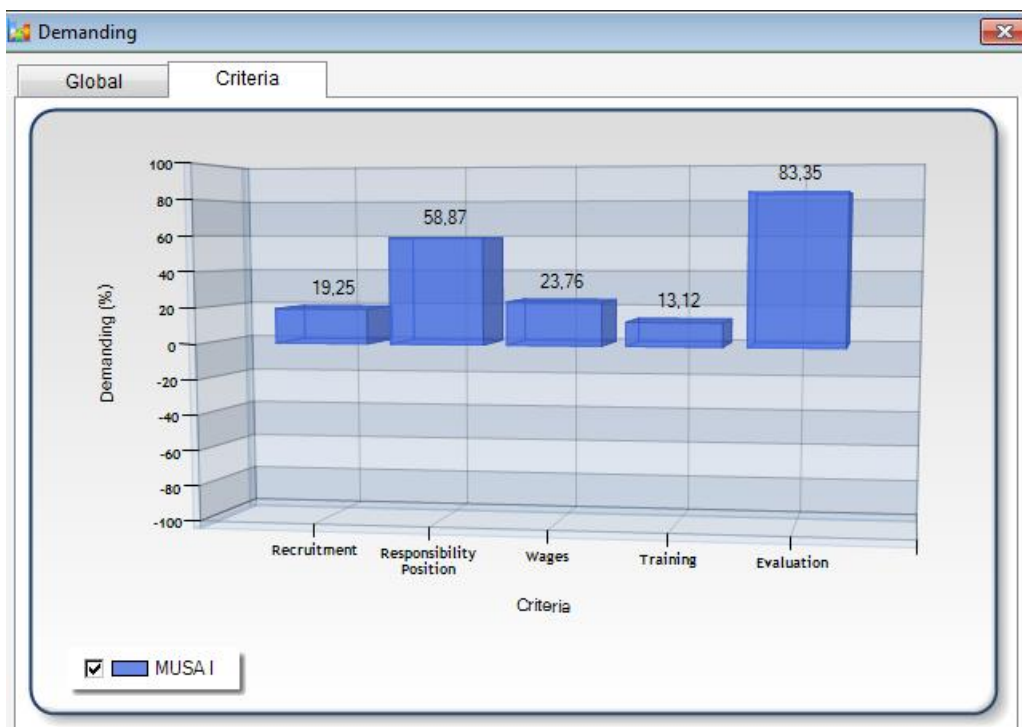 Demanding
Global
Criteria
100
80
60
40
20
0
-20
-40
-60
-80
-100
Demanding (%)
19,25
58,87
23,76
13,12
83,35
Recruitment
Responsibility
Position
Wages
Training
Evaluation
Criteria
MUSA I